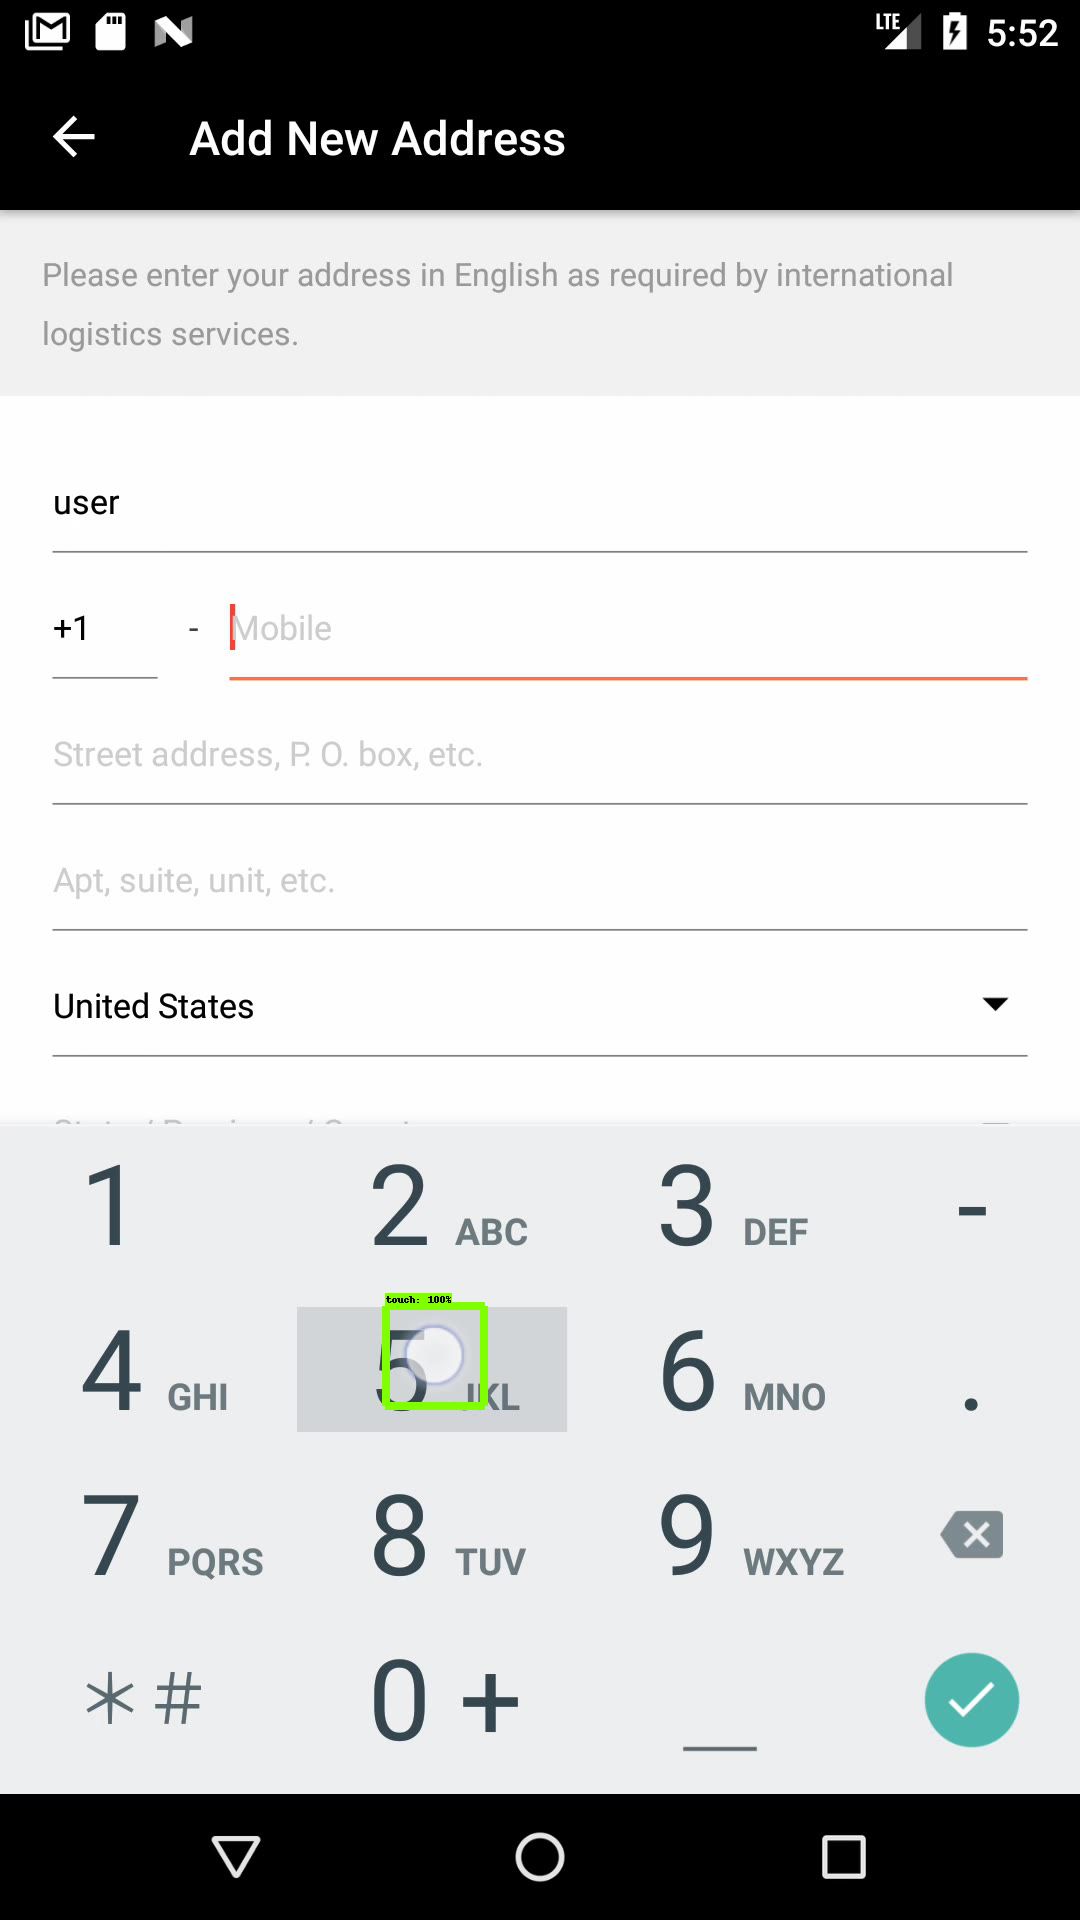 LTE 5:52
Add New Address
Please enter your address in English as required by international
logistics services.
user
+1 - Mobile
Street address, P. O. box, etc.
Apt, suite, unit, etc.
United States
1 2 ABC 3 DEF -
touch: 100%
4 GHI 5 JKL 6 MNO .
7 PQRS 8 TUV 9 WXYZ
*# 0 +